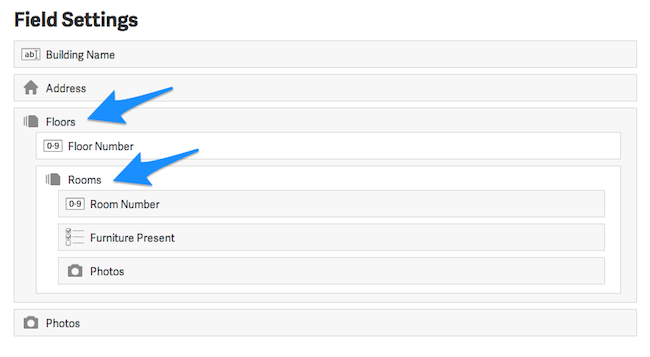 Field Settings
ab Building Name
Address
Floors
0-9 Floor Number
Rooms
0-9 Room Number
Furniture Present
Photos
Photos